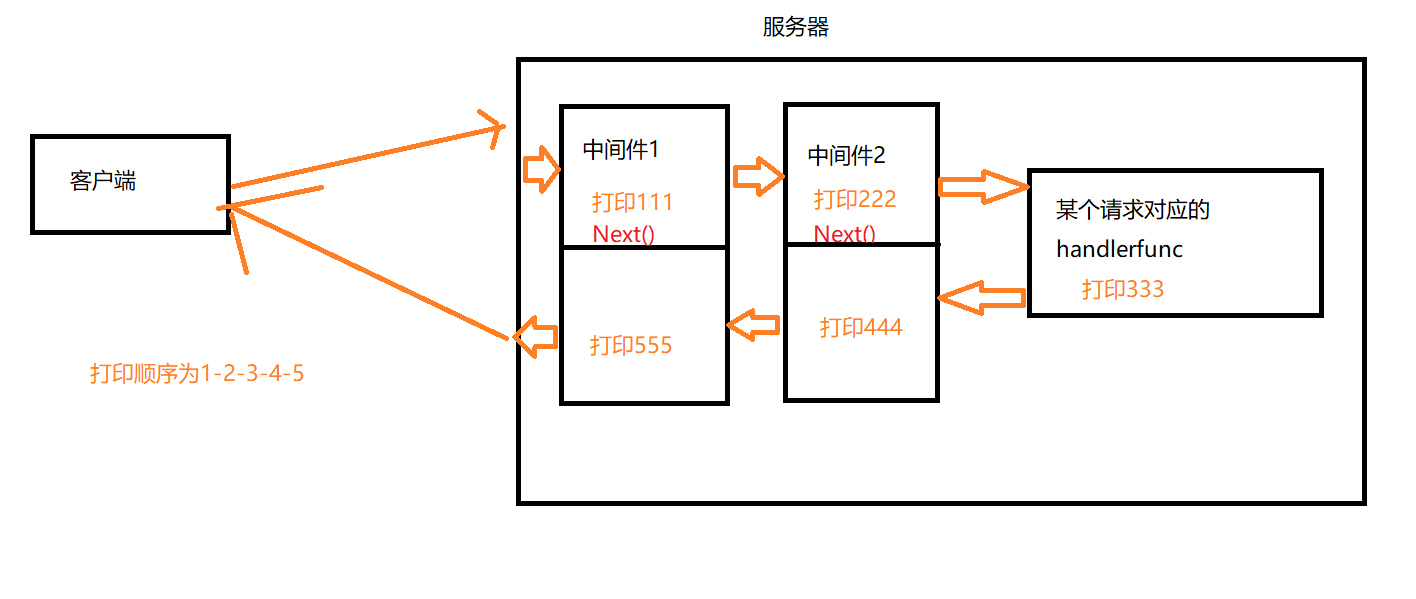 服务器
客户端
中间件1
打印111
Next()
中间件2
打印222
Next()
某个请求对应的
handlerfunc
打印333
打印444
打印555
打印顺序为1-2-3-4-5